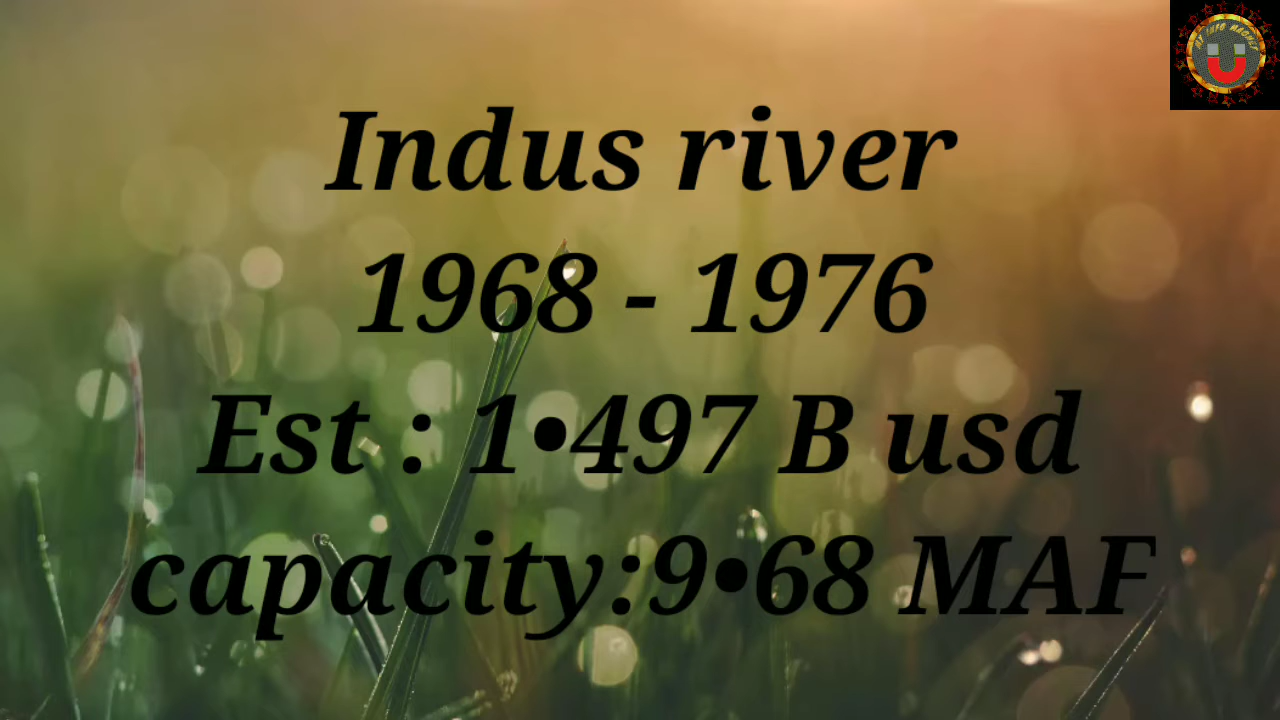 Indus river
1968 - 1976
Est : 1•497 B usd
capacity:9•68 MAF